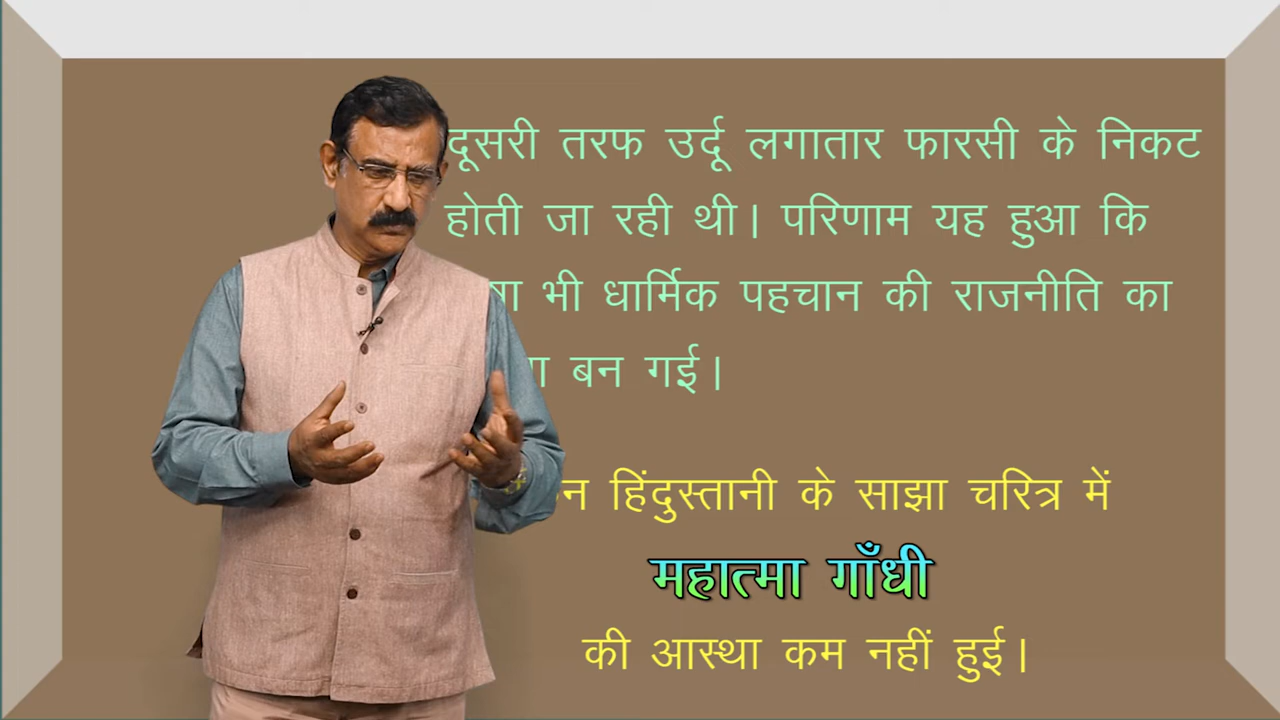 दूसरी तरफ उर्दू लगातार फारसी के निकट
होती जा रही थी। परिणाम यह हुआ कि
भी धार्मिक पहचान की राजनीति का
बन गई।
हिंदुस्तानी के साझा चरित्र में
महात्मा गाँधी
की आस्था कम नहीं हुई।